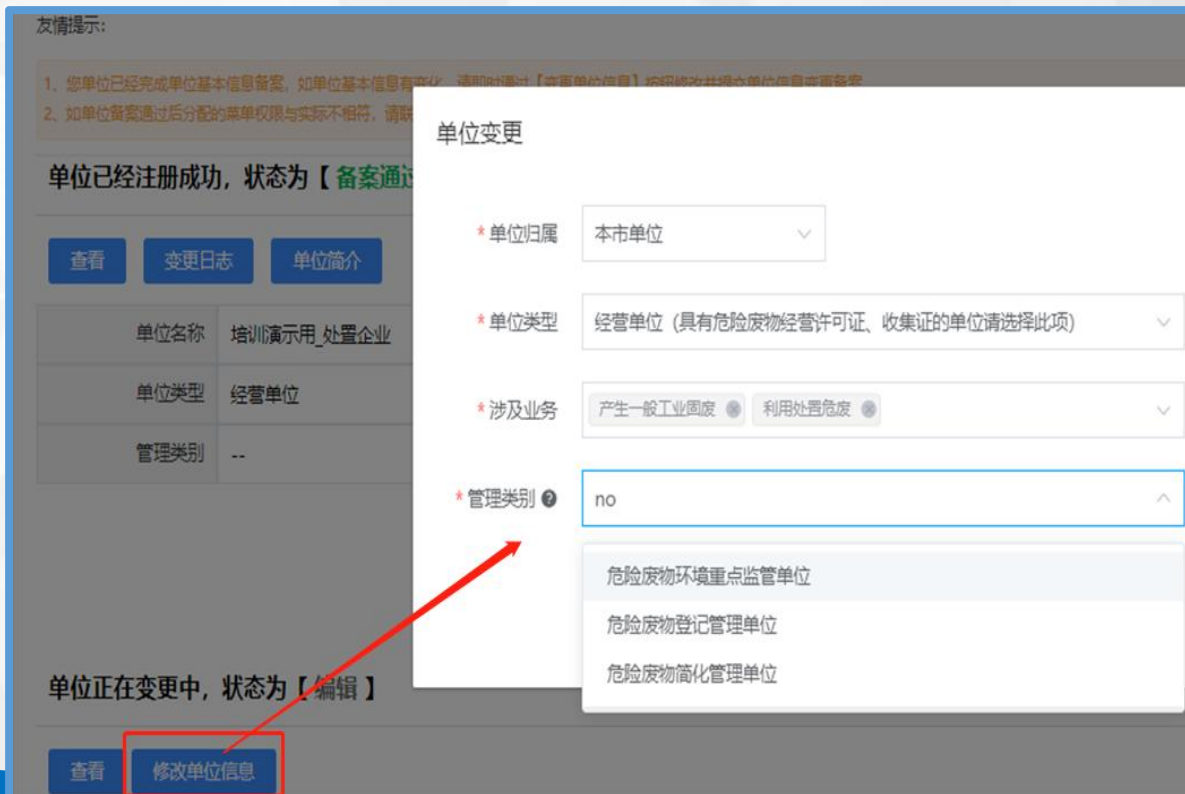 友情提示：
1、您单位已经完成单位基本信息备案，如单位基本信息有变化，请即时通过【变更单位信息】按钮修改并提交单位信息变更备案
2、如单位备案通过后分配的菜单权限与实际不相符，请联
单位已经注册成功，状态为【备案通过
查看 变更日志 单位简介
单位名称 培训演示用_处置企业
单位类型 经营单位
管理类别 --
单位正在变更中，状态为【编辑】
查看 修改单位信息
单位变更
*单位归属 本市单位
*单位类型 经营单位（具有危险废物经营许可证、收集证的单位请选择此项）
*涉及业务 产生一般工业固废 利用处置危废
*管理类别 no
危险废物环境重点监管单位
危险废物登记管理单位
危险废物简化管理单位